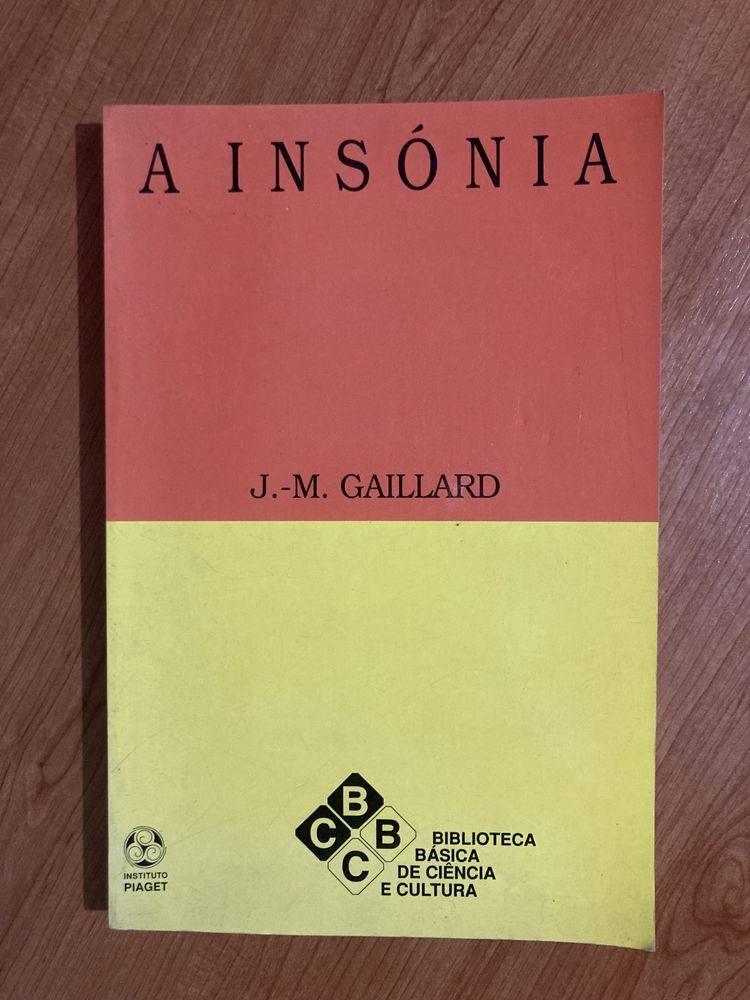 A INSÓNIA
J.-M. GAILLARD
INSTITUTO
PIAGET
B
C B
C
BIBLIOTECA
BÁSICA
DE CIÊNCIA
E CULTURA